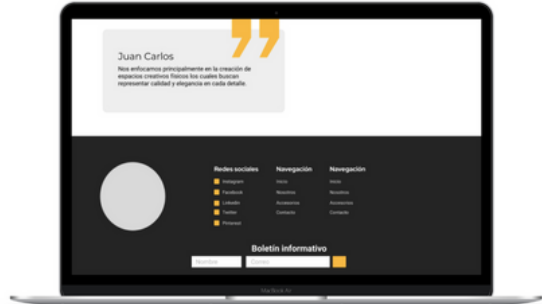 Juan Carlos
Nos enfocamos principalmente en la creación de
espacios creativos físicos los cuales buscan
representar calidad y elegancia en cada detalle.
Redes sociales
Instagram
Facebook
LinkedIn
Twitter
Pinterest
Navegación
Inicio
Nosotros
Accesorios
Contacto
Navegación
Inicio
Nosotros
Accesorios
Contacto
Boletín informativo
Nombre
Correo
MacBook Air